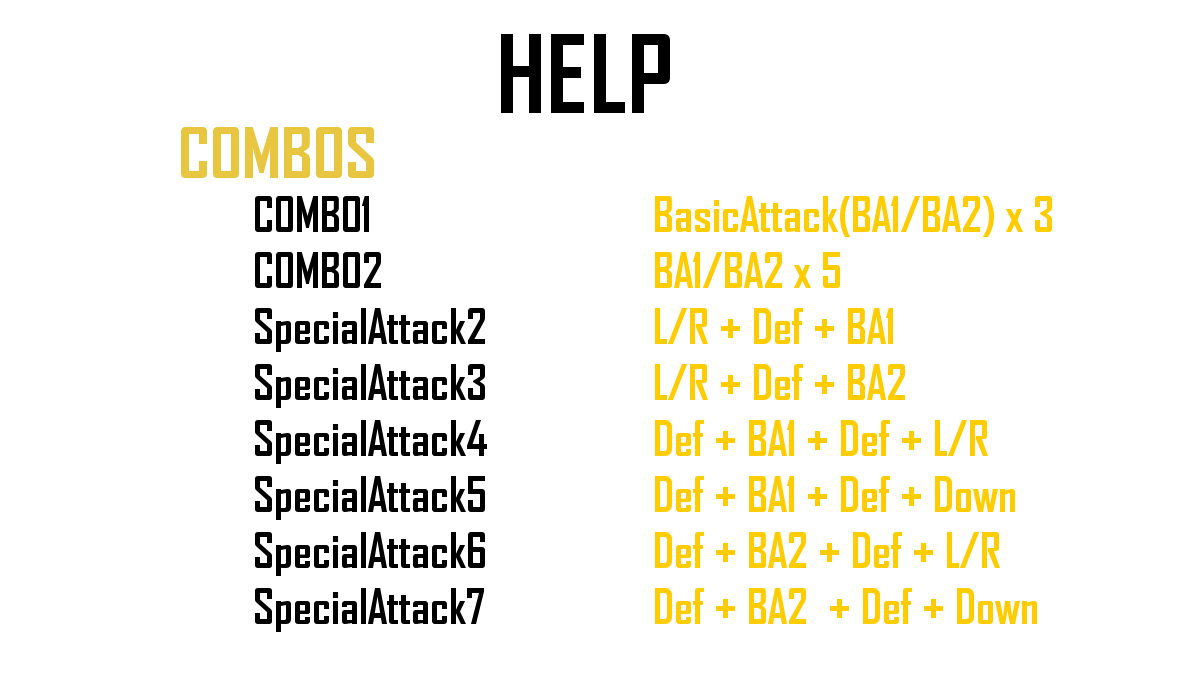 HELP
COMBOS
COMBO1 BasicAttack(BA1/BA2) x 3
COMBO2 BA1/BA2 x 5
SpecialAttack2 L/R + Def + BA1
SpecialAttack3 L/R + Def + BA2
SpecialAttack4 Def + BA1 + Def + L/R
SpecialAttack5 Def + BA1 + Def + Down
SpecialAttack6 Def + BA2 + Def + L/R
SpecialAttack7 Def + BA2  + Def + Down